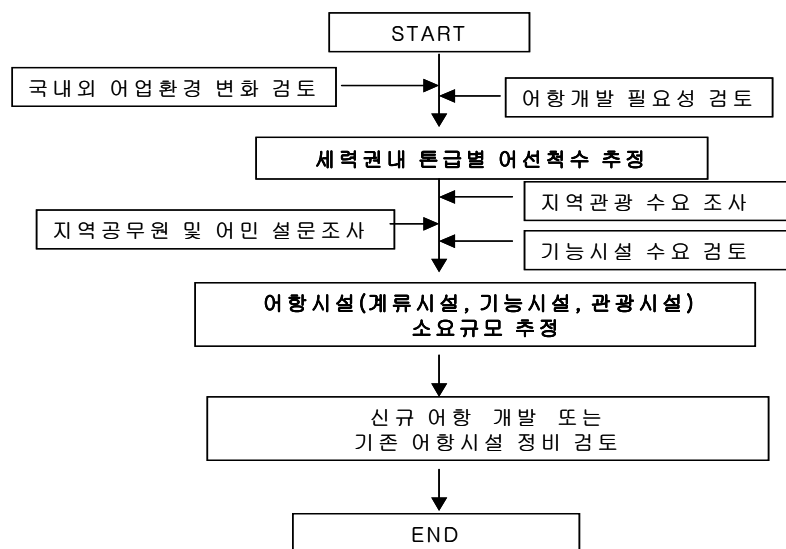 START
국내외 어업환경 변화 검토
어항개발 필요성 검토
세력권내 톤급별 어선척수 추정
지역관광 수요 조사
지역공무원 및 어민 설문조사
기능시설 수요 검토
어항시설(계류시설, 기능시설, 관광시설)
소요규모 추정
신규 어항 개발 또는
기존 어항시설 정비 검토
END